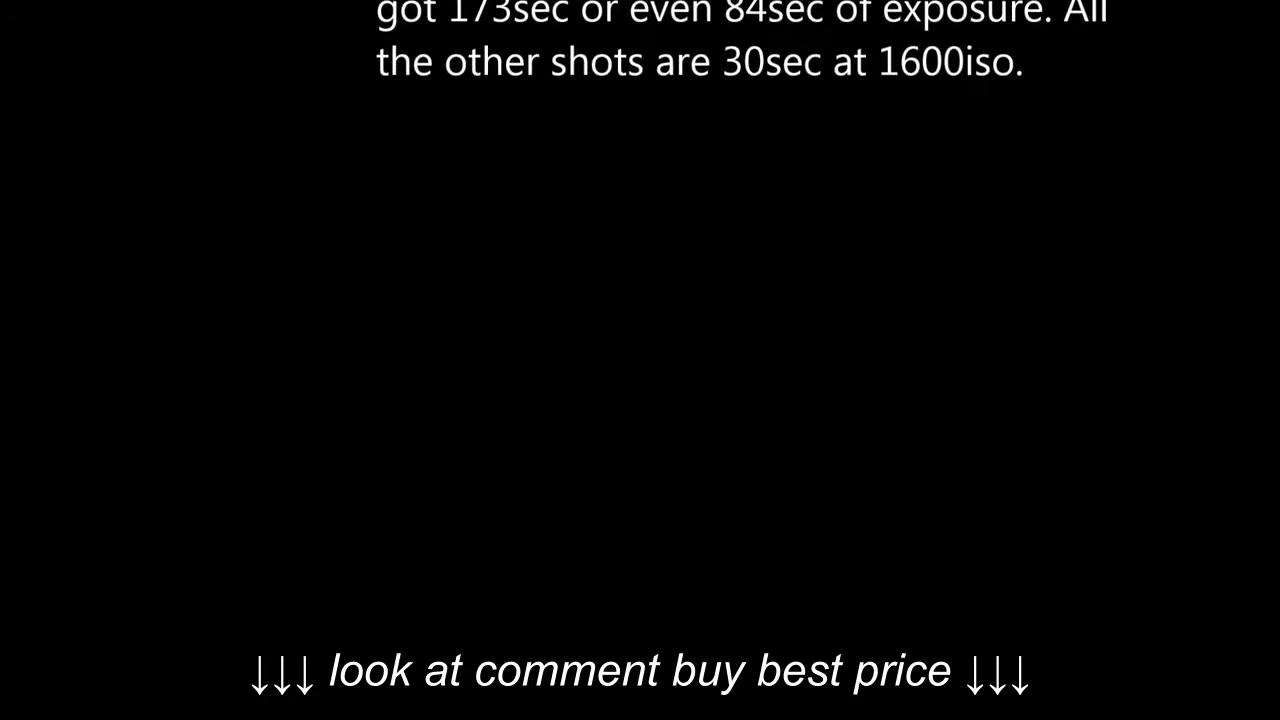 got 173sec or even 84sec of exposure. All
the other shots are 30sec at 1600iso.
↓↓↓ look at comment buy best price ↓↓↓